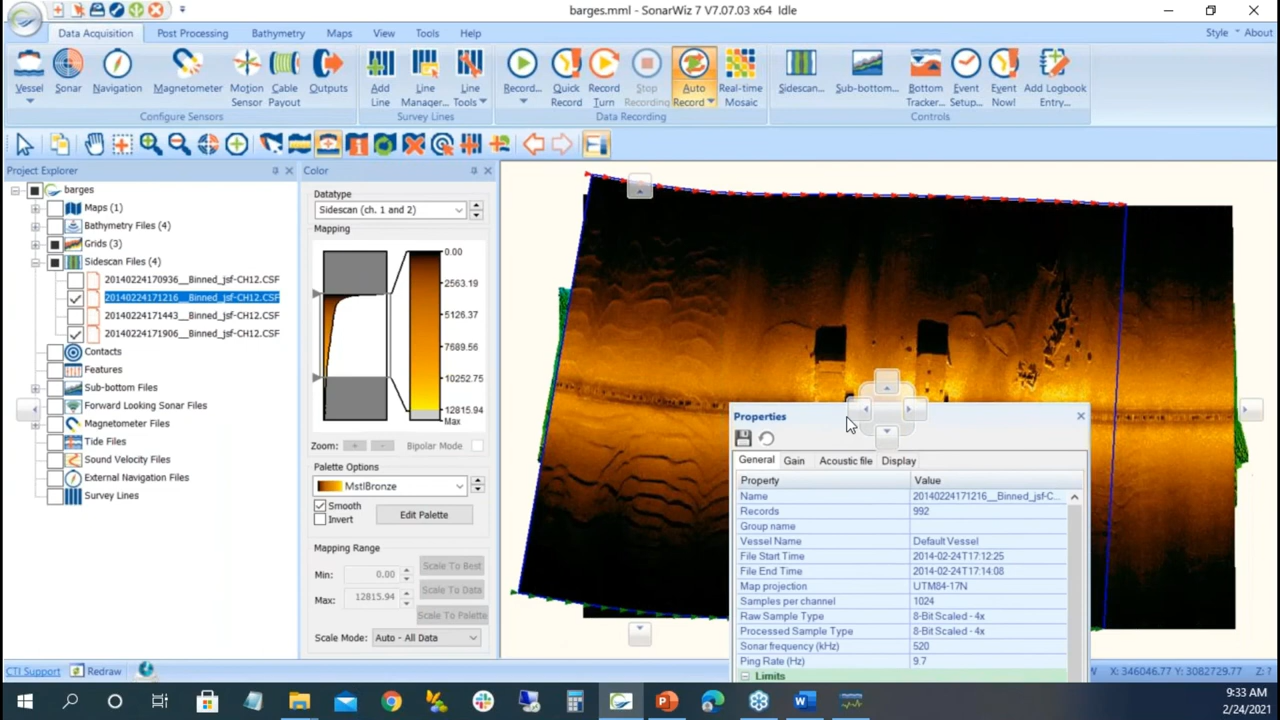 barges.mml - SonarWiz 7 V7.07.03 x64 Idle
Data Acquisition Post Processing Bathymetry Maps View Tools Help Style About
Vessel Sonar Navigation Magnetometer Motion Sensor Cable Payout Outputs
Configure Sensors
Add Line Line Manager... Line Tools
Survey Lines
Record... Quick Record Record Turn Stop Recording Auto Record Real-time Mosaic
Data Recording
Sidescan... Sub-bottom... Bottom Tracker... Event Setup... Event Now! Add Logbook Entry...
Controls
Project Explorer
barges
Maps (1)
Bathymetry Files (4)
Grids (3)
Sidescan Files (4)
20140224170936__Binned_jsf-CH12.CSF
20140224171216__Binned_jsf-CH12.CSF
20140224171443__Binned_jsf-CH12.CSF
20140224171906__Binned_jsf-CH12.CSF
Contacts
Features
Sub-bottom Files
Forward Looking Sonar Files
Magnetometer Files
Tide Files
Sound Velocity Files
External Navigation Files
Survey Lines
Color
Datatype
Sidescan (ch. 1 and 2)
Mapping
0.00
2563.19
5126.37
7689.56
10252.75
12815.94
Max
Zoom: + - Bipolar Mode
Palette Options
MstlBronze
Smooth
Invert
Edit Palette
Mapping Range
Min: 0.00
Max: 12815.94
Scale To Best
Scale To Data
Scale To Palette
Scale Mode: Auto - All Data
Properties
General Gain Acoustic file Display
Property Value
Name 20140224171216__Binned_jsf-C...
Records 992
Group name
Vessel Name Default Vessel
File Start Time 2014-02-24T17:12:25
File End Time 2014-02-24T17:14:08
Map projection UTM84-17N
Samples per channel 1024
Raw Sample Type 8-Bit Scaled - 4x
Processed Sample Type 8-Bit Scaled - 4x
Sonar frequency (kHz) 520
Ping Rate (Hz) 9.7
Limits
CTI Support Redraw
W X: 346046.77 Y: 3082729.77 Z: ?
9:33 AM
2/24/2021